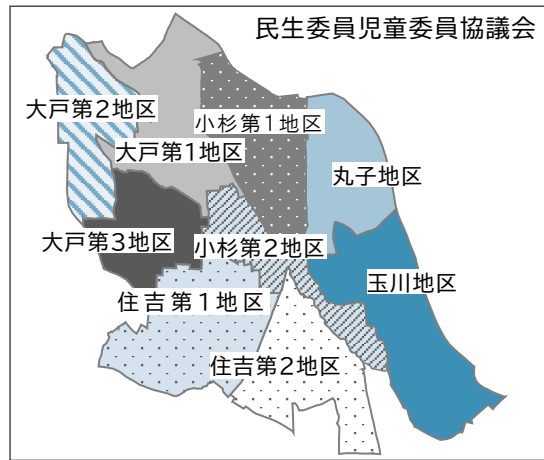 民生委員児童委員協議会
大戸第2地区
小杉第1地区
大戸第1地区
丸子地区
大戸第3地区
小杉第2地区
玉川地区
住吉第1地区
住吉第2地区